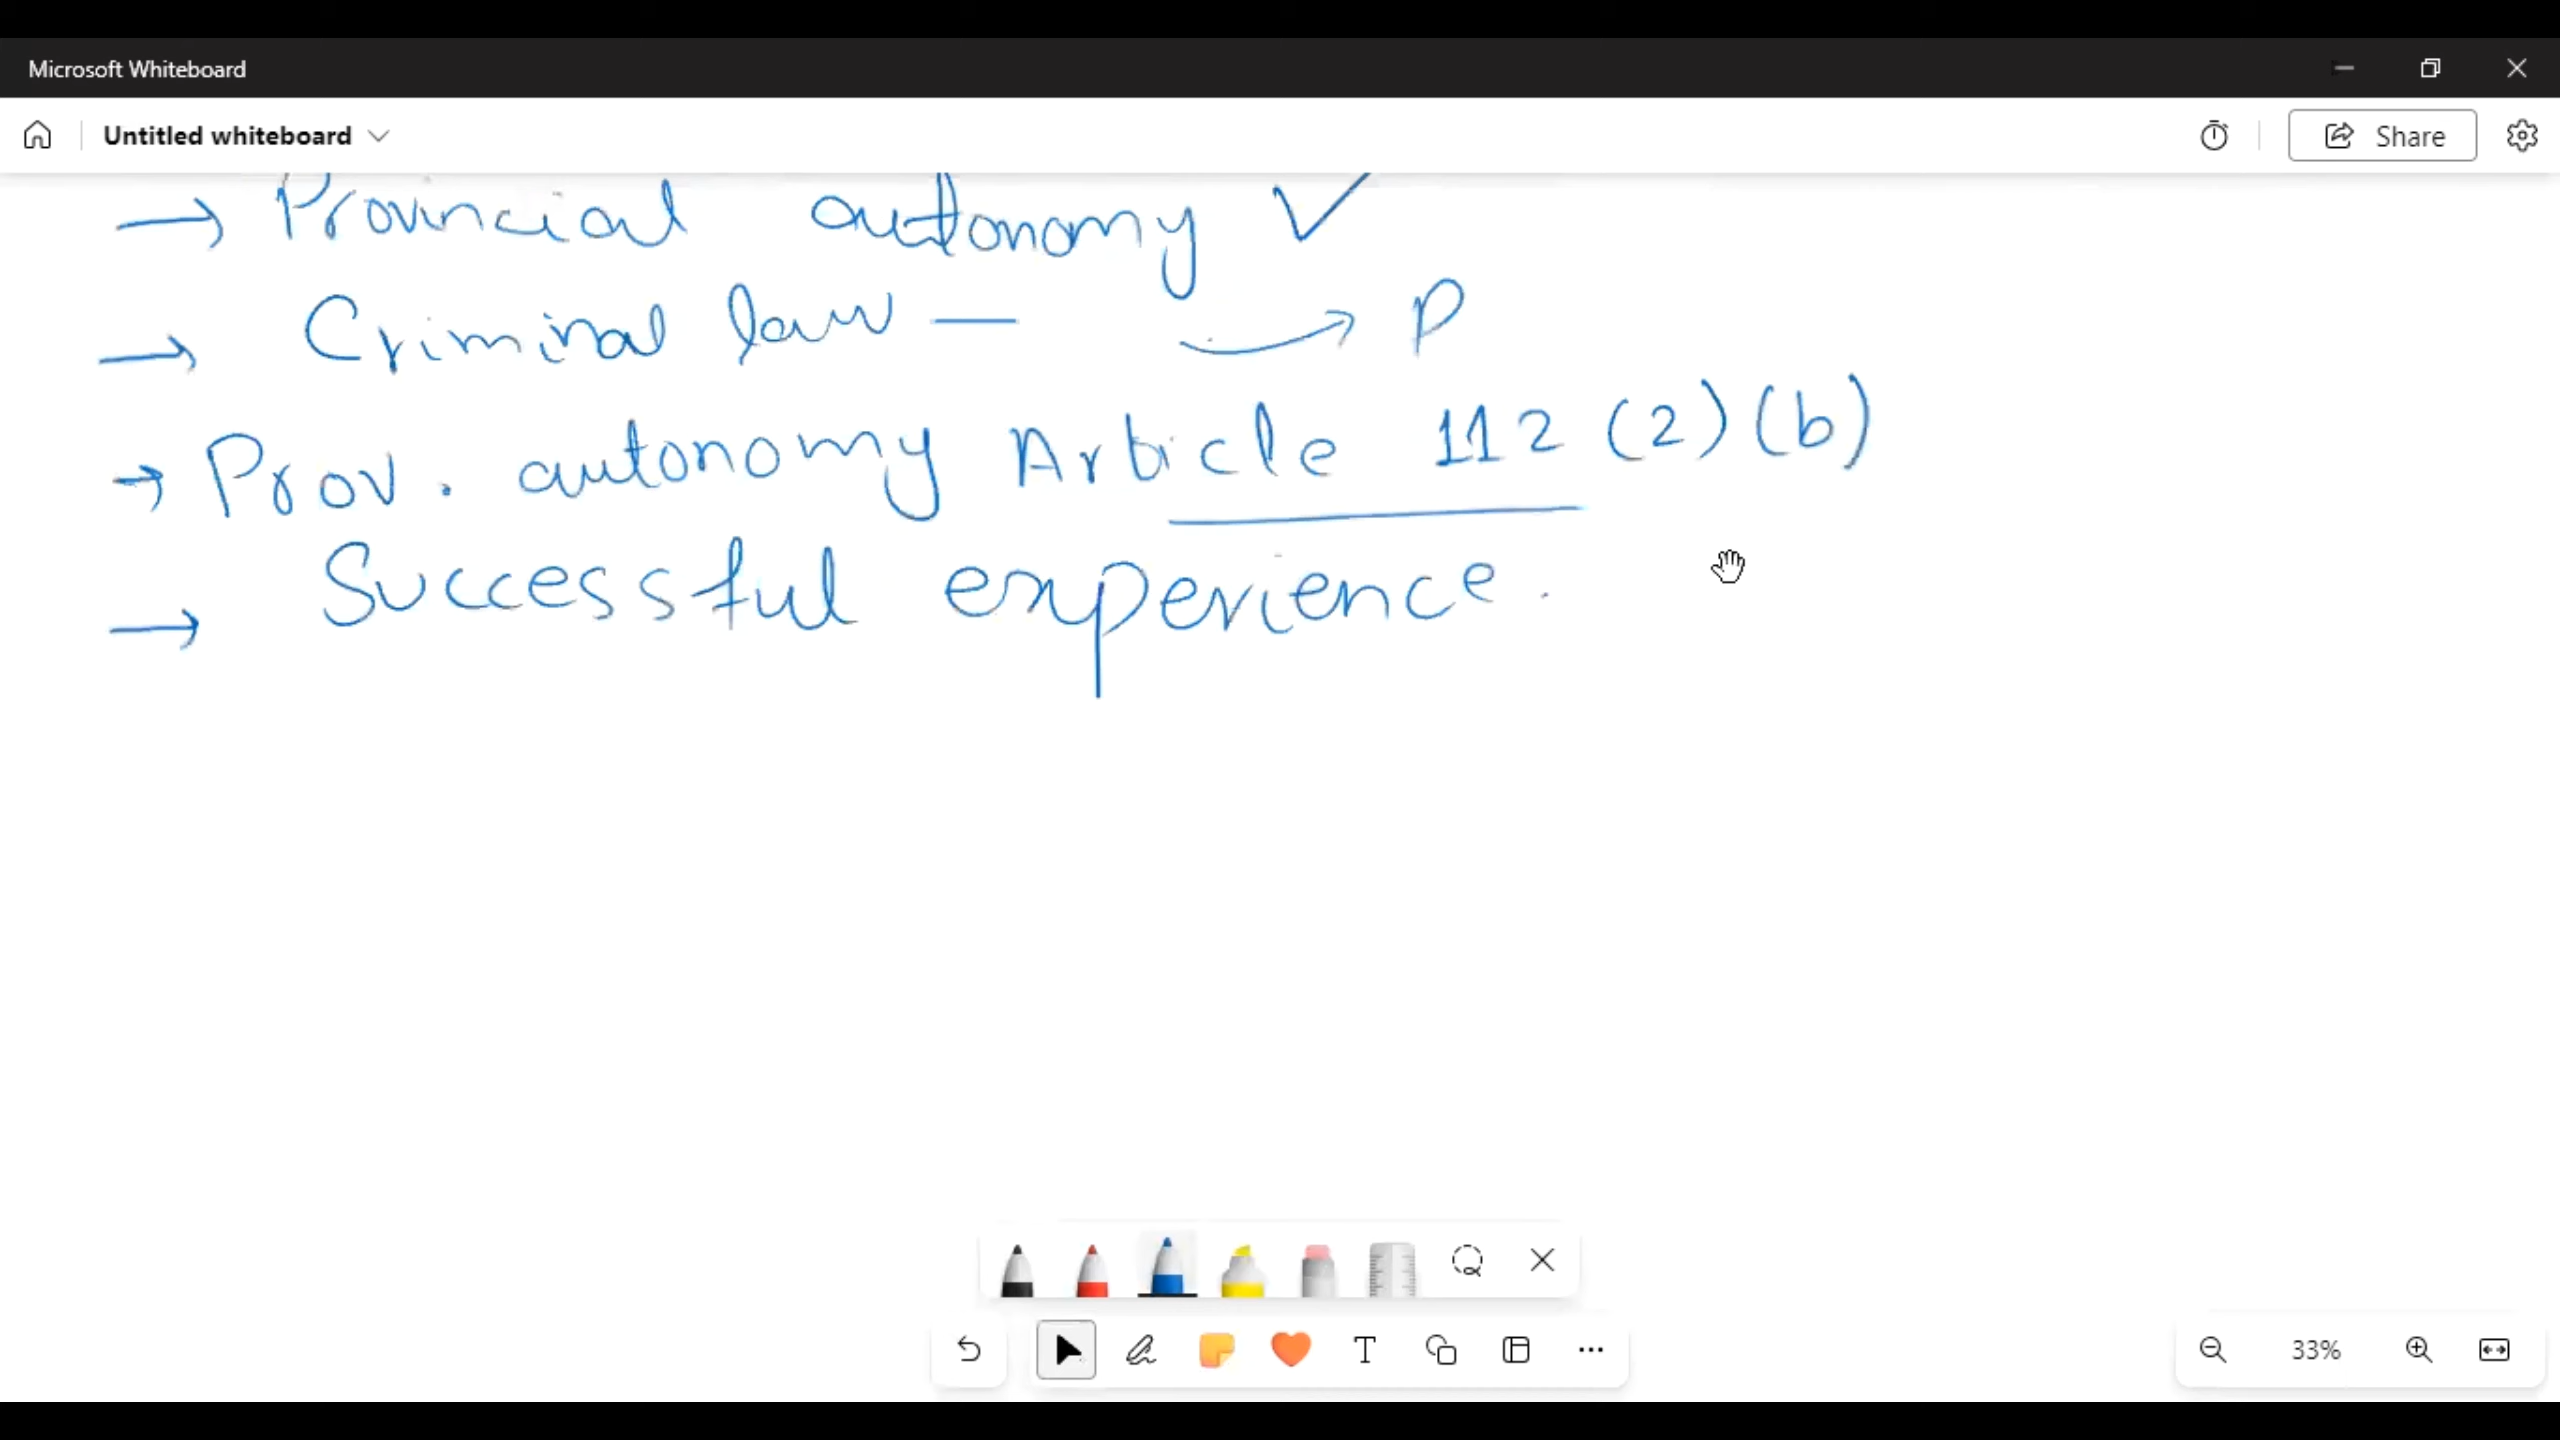 Microsoft Whiteboard
Untitled whiteboard
Share
→ Provincial autonomy ✓
→ Criminal law — → P
→ Prov. autonomy Article 112 (2) (b)
→ Successful experience.
33%